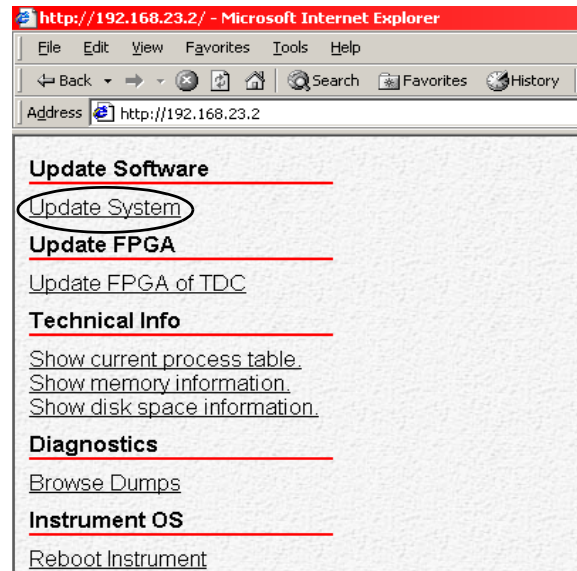 http://192.168.23.2/ - Microsoft Internet Explorer
File Edit View Favorites Tools Help
Back Search Favorites History
Address http://192.168.23.2
Update Software
Update System
Update FPGA
Update FPGA of TDC
Technical Info
Show current process table.
Show memory information.
Show disk space information.
Diagnostics
Browse Dumps
Instrument OS
Reboot Instrument